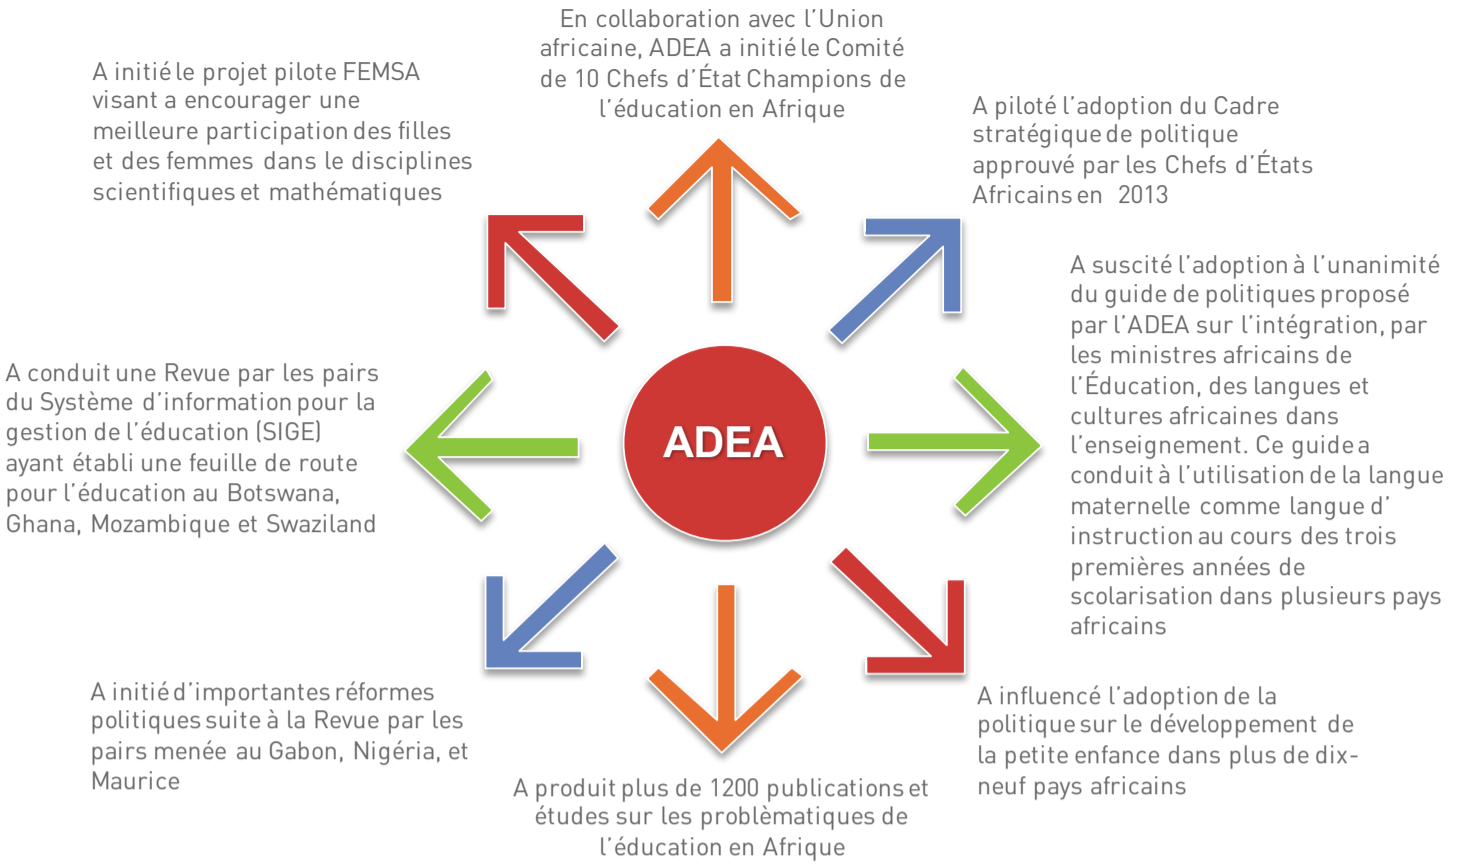 En collaboration avec l'Union
africaine, ADEA a initié le Comité
de 10 Chefs d'État Champions de
l'éducation en Afrique
A initié le projet pilote FEMSA
visant a encourager une
meilleure participation des filles
et des femmes dans le disciplines
scientifiques et mathématiques
A piloté l'adoption du Cadre
stratégique de politique
approuvé par les Chefs d'États
Africains en 2013
A suscité l'adoption à l'unanimité
du guide de politiques proposé
par l'ADEA sur l'intégration, par
les ministres africains de
l'Éducation, des langues et
cultures africaines dans
l'enseignement. Ce guide a
conduit à l'utilisation de la langue
maternelle comme langue d'
instruction au cours des trois
premières années de
scolarisation dans plusieurs pays
africains
A conduit une Revue par les pairs
du Système d'information pour la
gestion de l'éducation (SIGE)
ayant établi une feuille de route
pour l'éducation au Botswana,
Ghana, Mozambique et Swaziland
ADEA
A initié d'importantes réformes
politiques suite à la Revue par les
pairs menée au Gabon, Nigéria, et
Maurice
A influencé l'adoption de la
politique sur le développement de
la petite enfance dans plus de dix-
neuf pays africains
A produit plus de 1200 publications et
études sur les problèmatiques de
l'éducation en Afrique